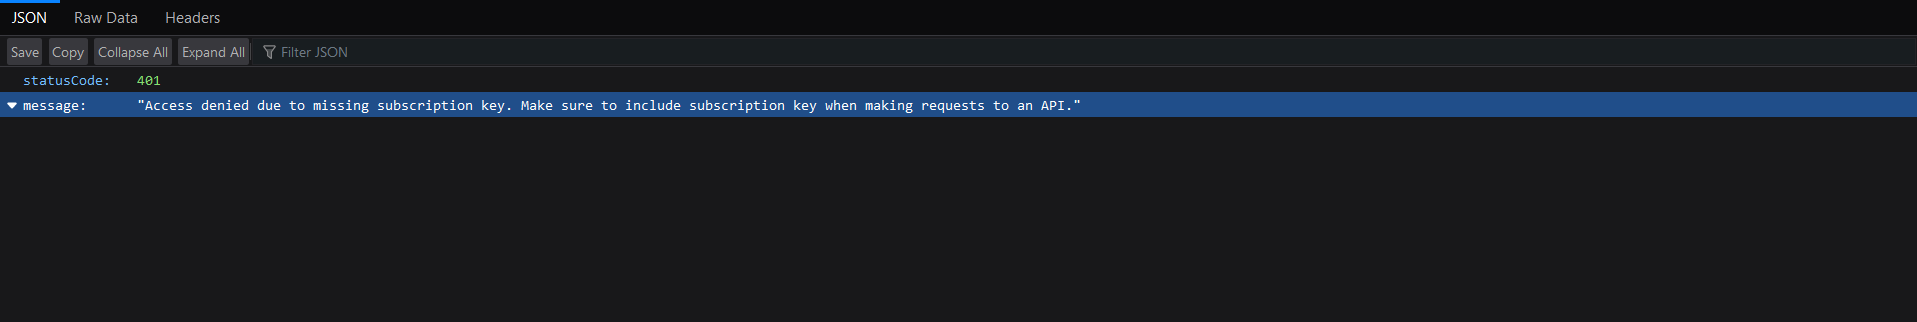 JSON Raw Data Headers
Save Copy Collapse All Expand All Filter JSON
statusCode: 401
message: "Access denied due to missing subscription key. Make sure to include subscription key when making requests to an API."